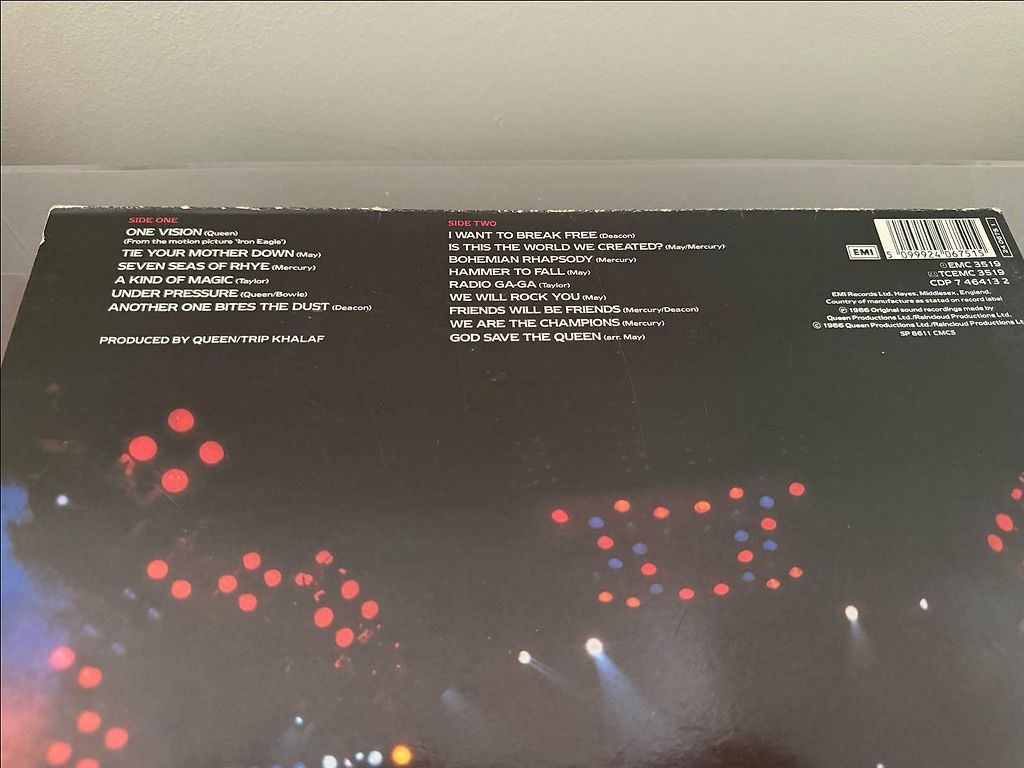 SIDE ONE
ONE VISION (Queen)
(From the motion picture 'Iron Eagle')
TIE YOUR MOTHER DOWN (May)
SEVEN SEAS OF RHYE (Mercury)
A KIND OF MAGIC (Taylor)
UNDER PRESSURE (Queen/Bowie)
ANOTHER ONE BITES THE DUST (Deacon)
PRODUCED BY QUEEN/TRIP KHALAF
SIDE TWO
I WANT TO BREAK FREE (Deacon)
IS THIS THE WORLD WE CREATED? (May/Mercury)
BOHEMIAN RHAPSODY (Mercury)
HAMMER TO FALL (May)
RADIO GA-GA (Taylor)
WE WILL ROCK YOU (May)
FRIENDS WILL BE FRIENDS (Mercury/Deacon)
WE ARE THE CHAMPIONS (Mercury)
GOD SAVE THE QUEEN (arr. May)
EMI
5 099924 067515
EMC 3519
TCEMC 3519
CDP 7 46413 2
EMI Records Ltd. Hayes, Middlesex, England.
Country of manufacture as stated on record label
℗ 1986 Original sound recordings made by
Queen Productions Ltd./Raincloud Productions Ltd.
© 1986 Queen Productions Ltd./Raincloud Productions Lt
SP 8611 CMCS